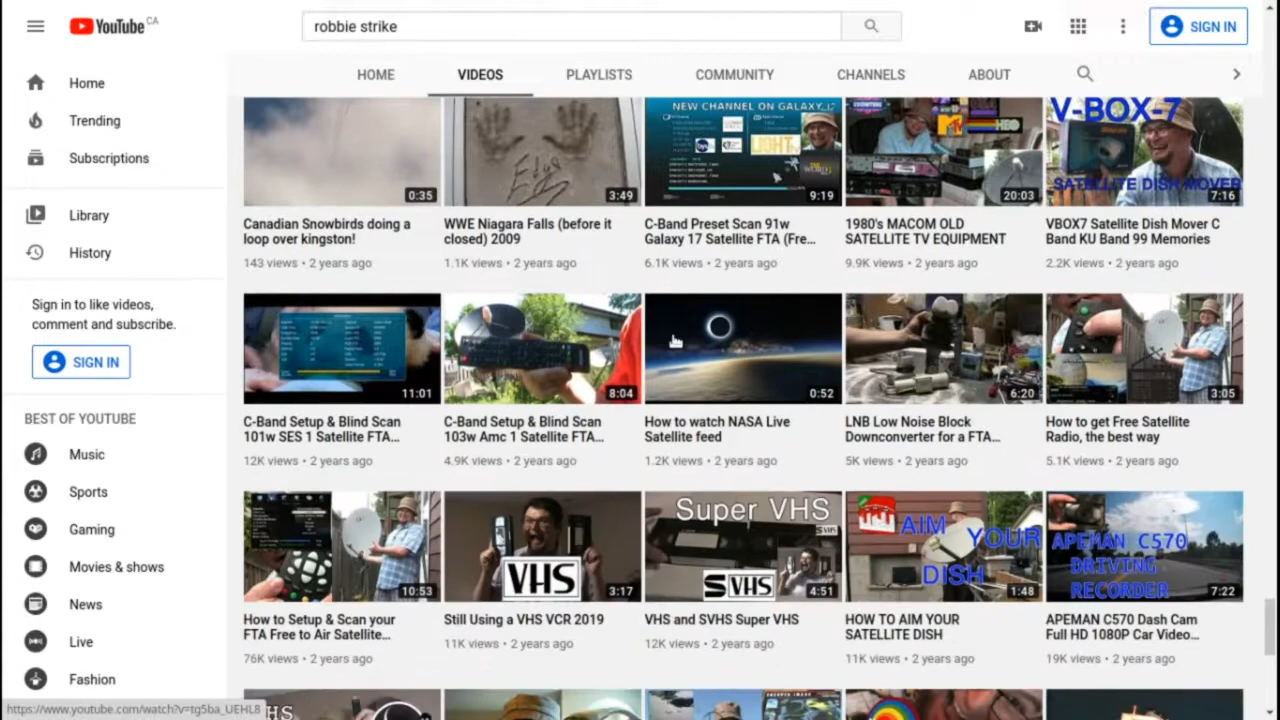 YouTube CA
robbie strike
SIGN IN
HOME
VIDEOS
PLAYLISTS
COMMUNITY
CHANNELS
ABOUT
Home
Trending
Subscriptions
Library
History
Sign in to like videos,
comment and subscribe.
SIGN IN
BEST OF YOUTUBE
Music
Sports
Gaming
Movies & shows
News
Live
Fashion
0:35
3:49
NEW CHANNEL ON GALAXY
LIGHT
9:19
MTV
HBO
20:03
V-BOX-7
SATELLITE DISH MOVER
7:16
Canadian Snowbirds doing a
loop over kingston!
143 views • 2 years ago
WWE Niagara Falls (before it
closed) 2009
1.1K views • 2 years ago
C-Band Preset Scan 91w
Galaxy 17 Satellite FTA (Fre...
6.1K views • 2 years ago
1980's MACOM OLD
SATELLITE TV EQUIPMENT
9.9K views • 2 years ago
VBOX7 Satellite Dish Mover C
Band KU Band 99 Memories
2.2K views • 2 years ago
11:01
8:04
0:52
6:20
3:05
C-Band Setup & Blind Scan
101w SES 1 Satellite FTA...
12K views • 2 years ago
C-Band Setup & Blind Scan
103w Amc 1 Satellite FTA...
4.9K views • 2 years ago
How to watch NASA Live
Satellite feed
1.2K views • 2 years ago
LNB Low Noise Block
Downconverter for a FTA...
5K views • 2 years ago
How to get Free Satellite
Radio, the best way
5.1K views • 2 years ago
10:53
VHS
3:17
Super VHS
SVHS
4:51
AIM YOUR
DISH
1:48
APEMAN C570
DRIVING
RECORDER
7:22
How to Setup & Scan your
FTA Free to Air Satellite...
76K views • 2 years ago
Still Using a VHS VCR 2019
11K views • 2 years ago
VHS and SVHS Super VHS
12K views • 2 years ago
HOW TO AIM YOUR
SATELLITE DISH
11K views • 2 years ago
APEMAN C570 Dash Cam
Full HD 1080P Car Video...
19K views • 2 years ago
https://www.youtube.com/watch?v=tg5ba_UEHL8
HS